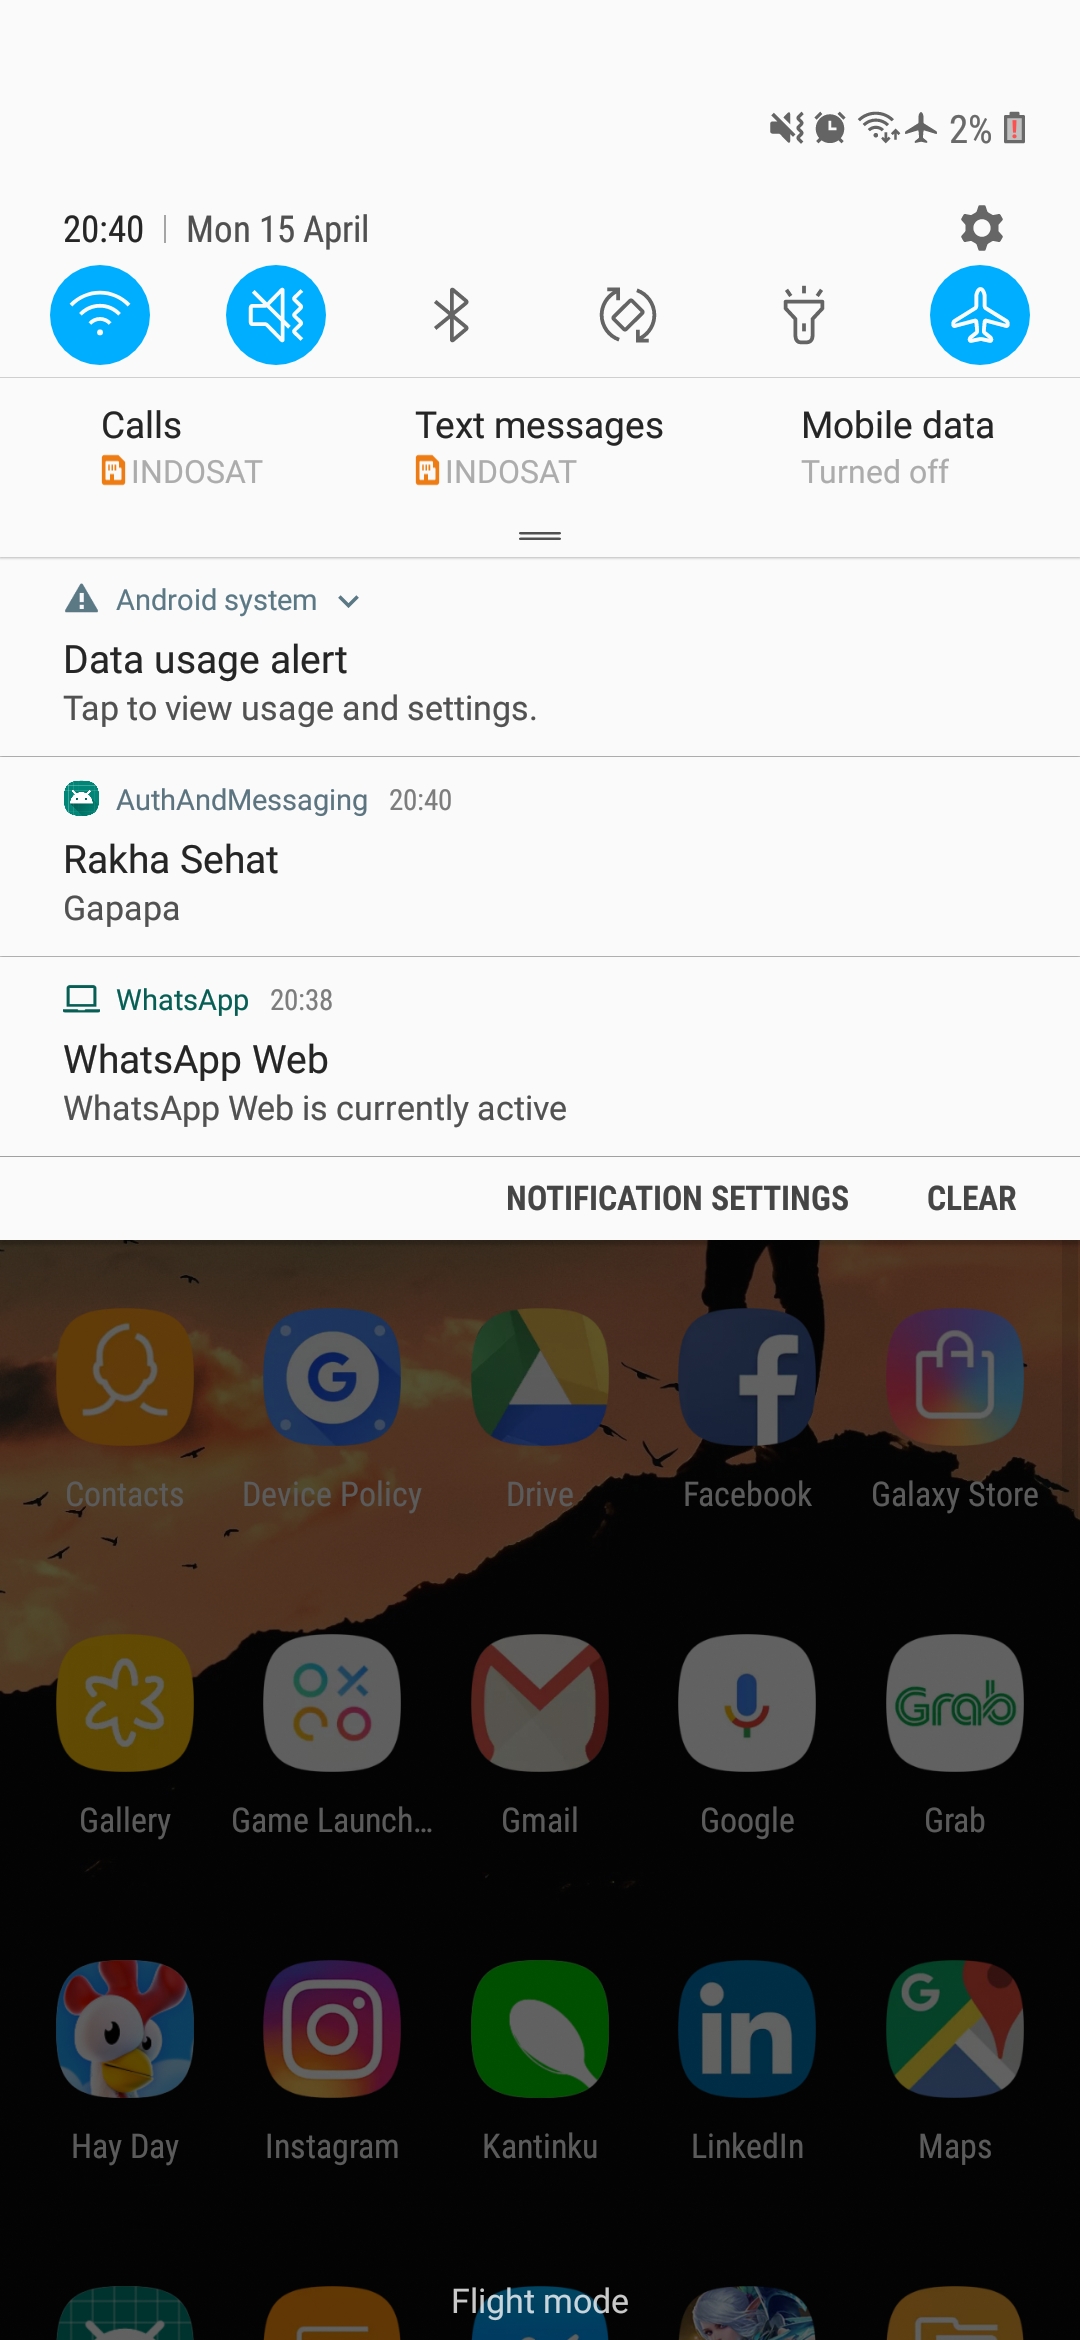 2%
20:40 | Mon 15 April
Calls Text messages Mobile data
INDOSAT INDOSAT Turned off
Android system
Data usage alert
Tap to view usage and settings.
AuthAndMessaging 20:40
Rakha Sehat
Gapapa
WhatsApp 20:38
WhatsApp Web
WhatsApp Web is currently active
NOTIFICATION SETTINGS CLEAR
Contacts Device Policy Drive Facebook Galaxy Store
Grab
Gallery Game Launch... Gmail Google Grab
Hay Day Instagram Kantinku LinkedIn Maps
Flight mode